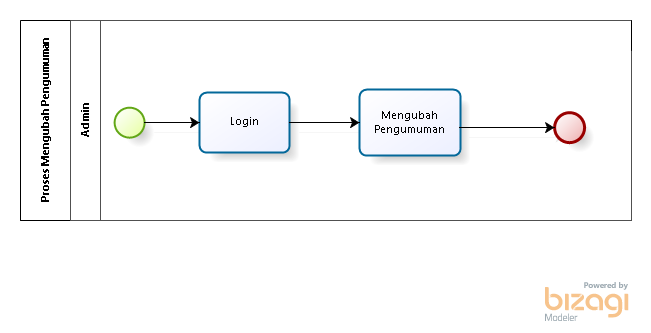 Proses Mengubah Pengumuman
Admin
Login
Mengubah
Pengumuman
Powered by
bizagi
Modeler